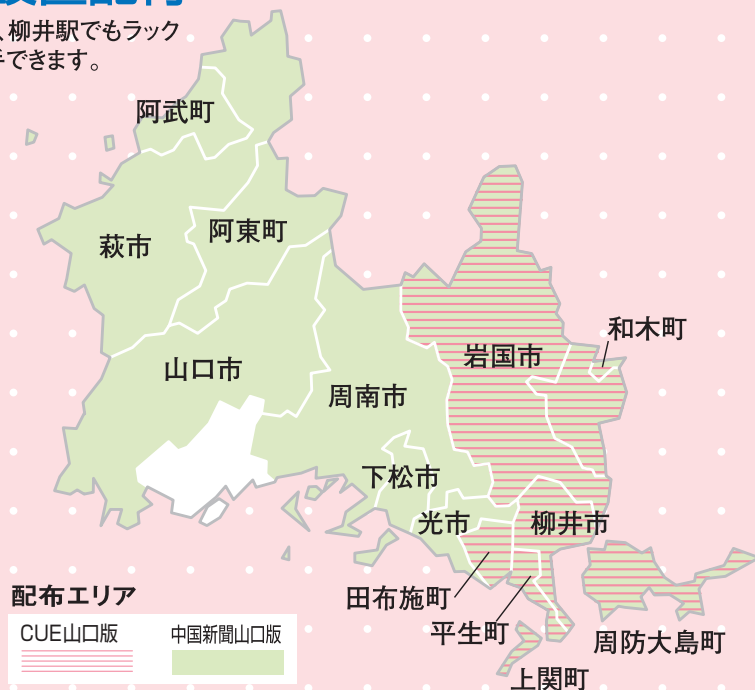 、柳井駅でもラック
手できます。
阿武町
萩市
阿東町
山口市
周南市
岩国市
和木町
下松市
光市
柳井市
田布施町
平生町
周防大島町
上関町
配布エリア
CUE山口版
中国新聞山口版